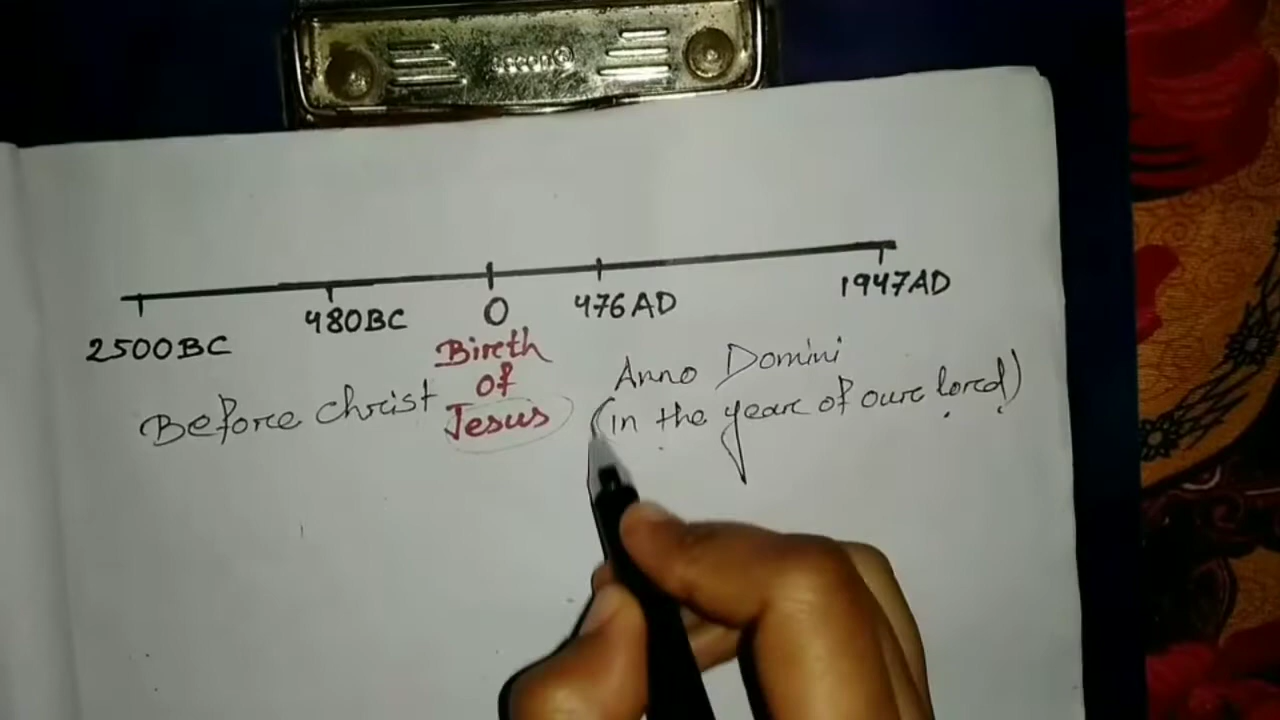 2500BC
480BC
0
476AD
1947AD
Birth
of
Jesus
Before Christ
Anno Domini
(in the year of our lord)